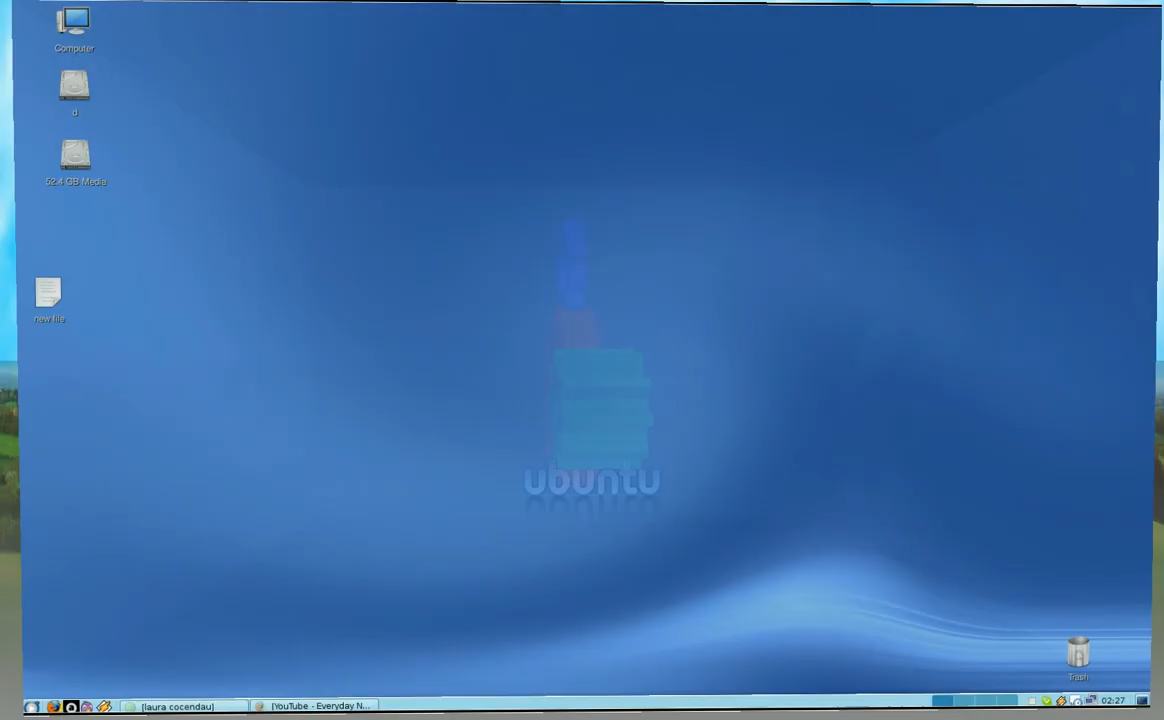 Computer
d
52.4 GB Media
new file
ubuntu
Trash
[laura cocendau]
[YouTube - Everyday N...
02:27